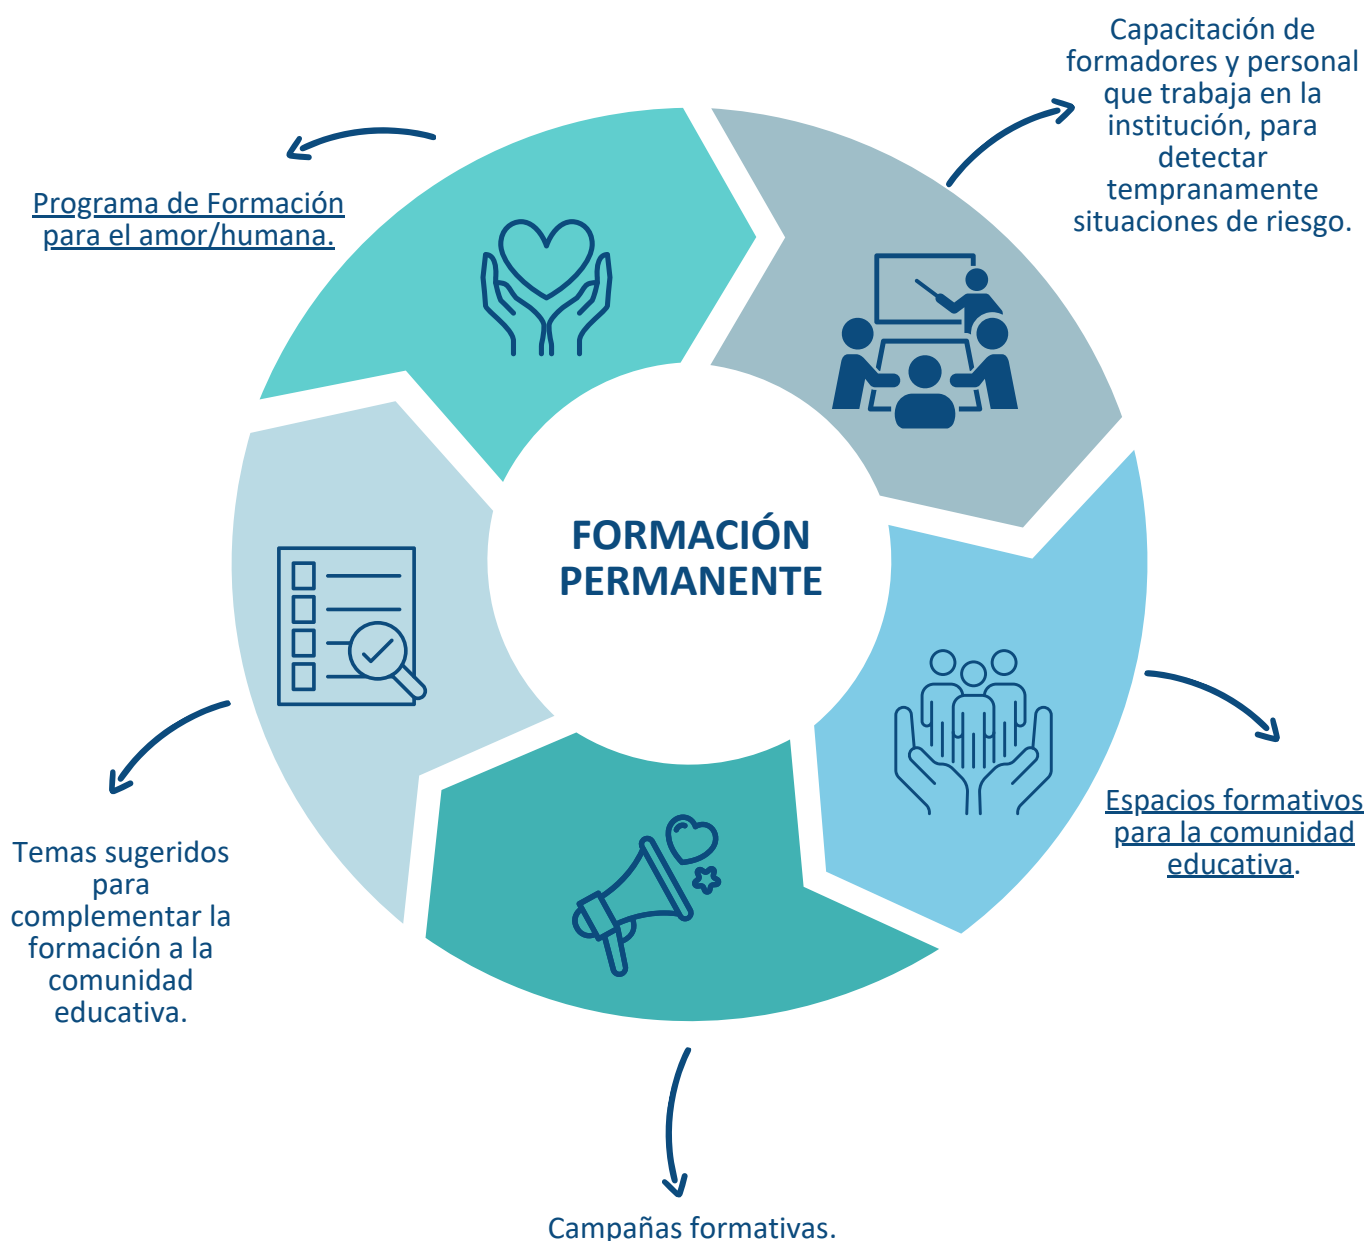 Capacitación de
formadores y personal
que trabaja en la
institución, para
detectar
tempranamente
situaciones de riesgo.
Programa de Formación
para el amor/humana.
FORMACIÓN
PERMANENTE
Espacios formativos
para la comunidad
educativa.
Temas sugeridos
para
complementar la
formación a la
comunidad
educativa.
Campañas formativas.